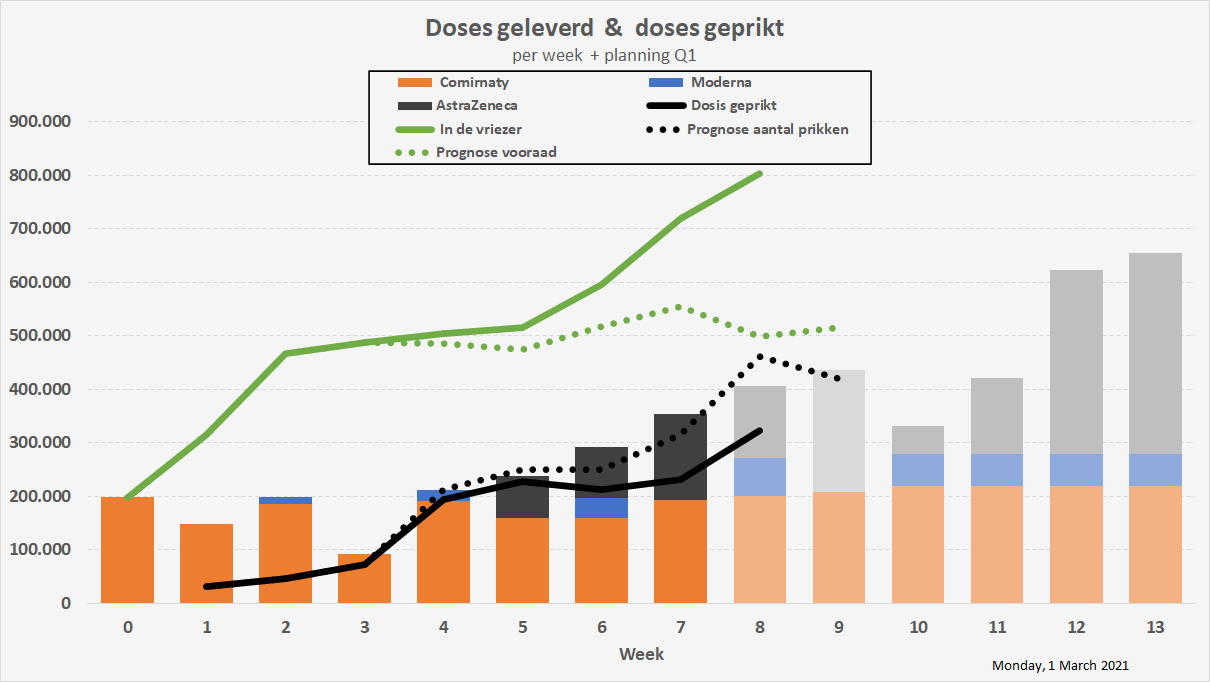 Doses geleverd & doses geprikt
per week + planning Q1
Comirnaty Moderna
AstraZeneca Dosis geprikt
In de vriezer Prognose aantal prikken
Prognose vooraad
900.000
800.000
700.000
600.000
500.000
400.000
300.000
200.000
100.000
0
0 1 2 3 4 5 6 7 8 9 10 11 12 13
Week
Monday, 1 March 2021